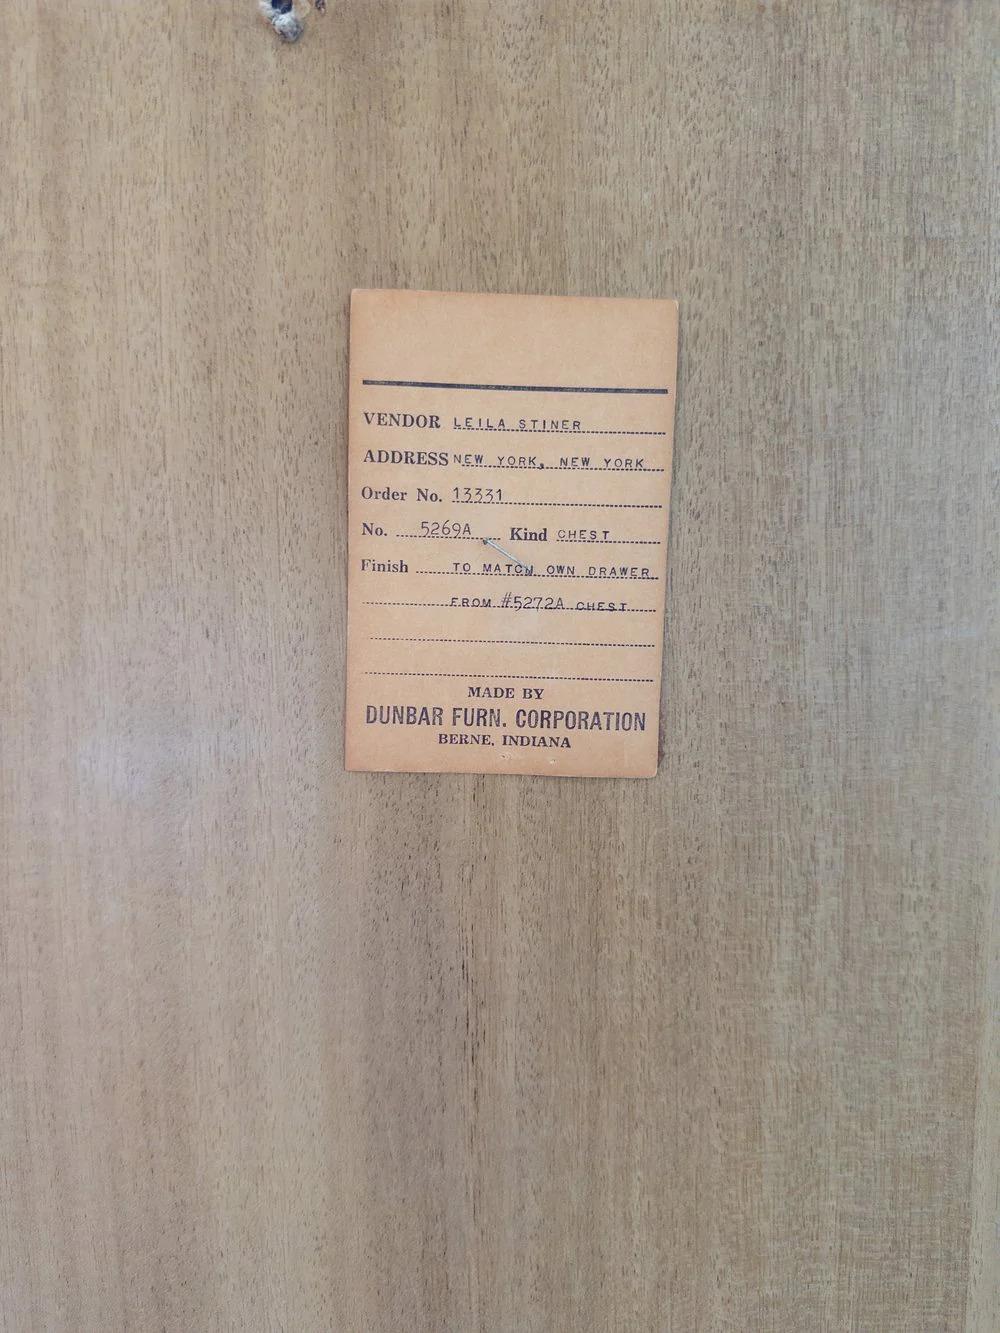 VENDOR LEILA STINER
ADDRESS NEW YORK, NEW YORK
Order No. 13331
No. 5269A Kind CHEST
Finish TO MATCH OWN DRAWER
FROM #5272A CHEST
MADE BY
DUNBAR FURN. CORPORATION
BERNE, INDIANA